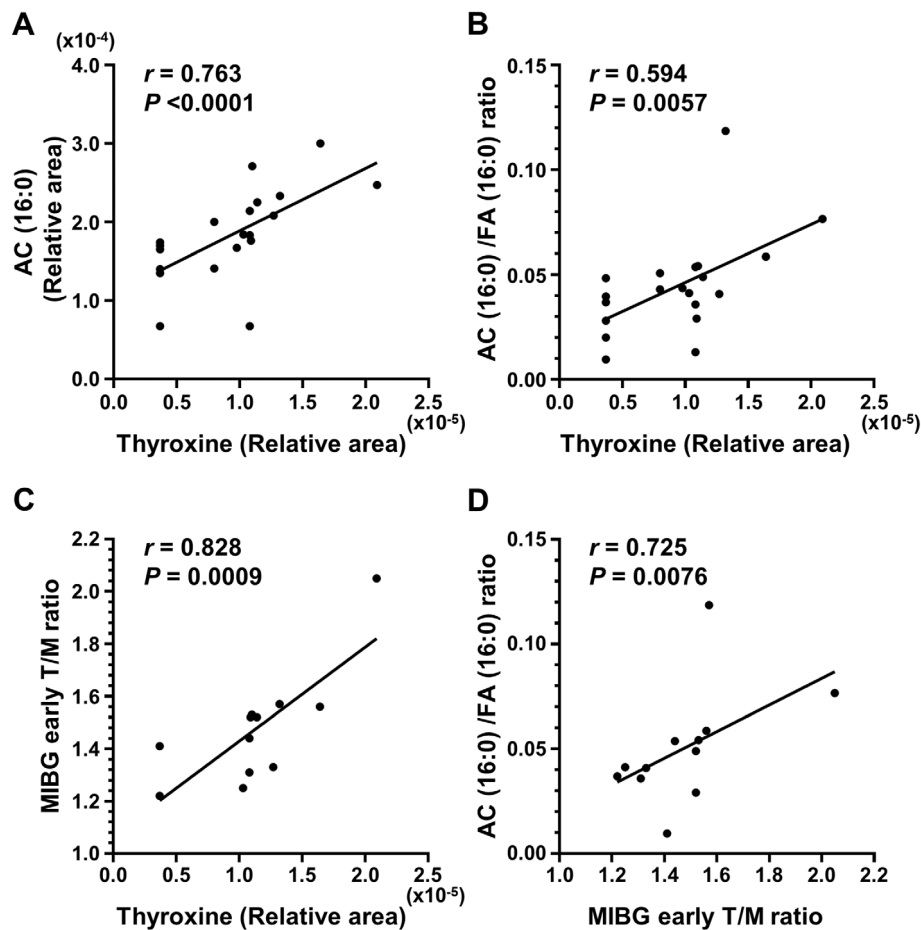 A
(x10-4)
r = 0.763
P <0.0001
AC (16:0)
(Relative area)
4.0
3.0
2.0
1.0
0.0
0.0 0.5 1.0 1.5 2.0 2.5
(x10-5)
Thyroxine (Relative area)
B
r = 0.594
P = 0.0057
AC (16:0) /FA (16:0) ratio
0.15
0.10
0.05
0.00
0.0 0.5 1.0 1.5 2.0 2.5
(x10-5)
Thyroxine (Relative area)
C
r = 0.828
P = 0.0009
MIBG early T/M ratio
2.2
2.0
1.8
1.6
1.4
1.2
1.0
0.0 0.5 1.0 1.5 2.0 2.5
(x10-5)
Thyroxine (Relative area)
D
r = 0.725
P = 0.0076
AC (16:0) /FA (16:0) ratio
0.15
0.10
0.05
0.00
1.0 1.2 1.4 1.6 1.8 2.0 2.2
MIBG early T/M ratio